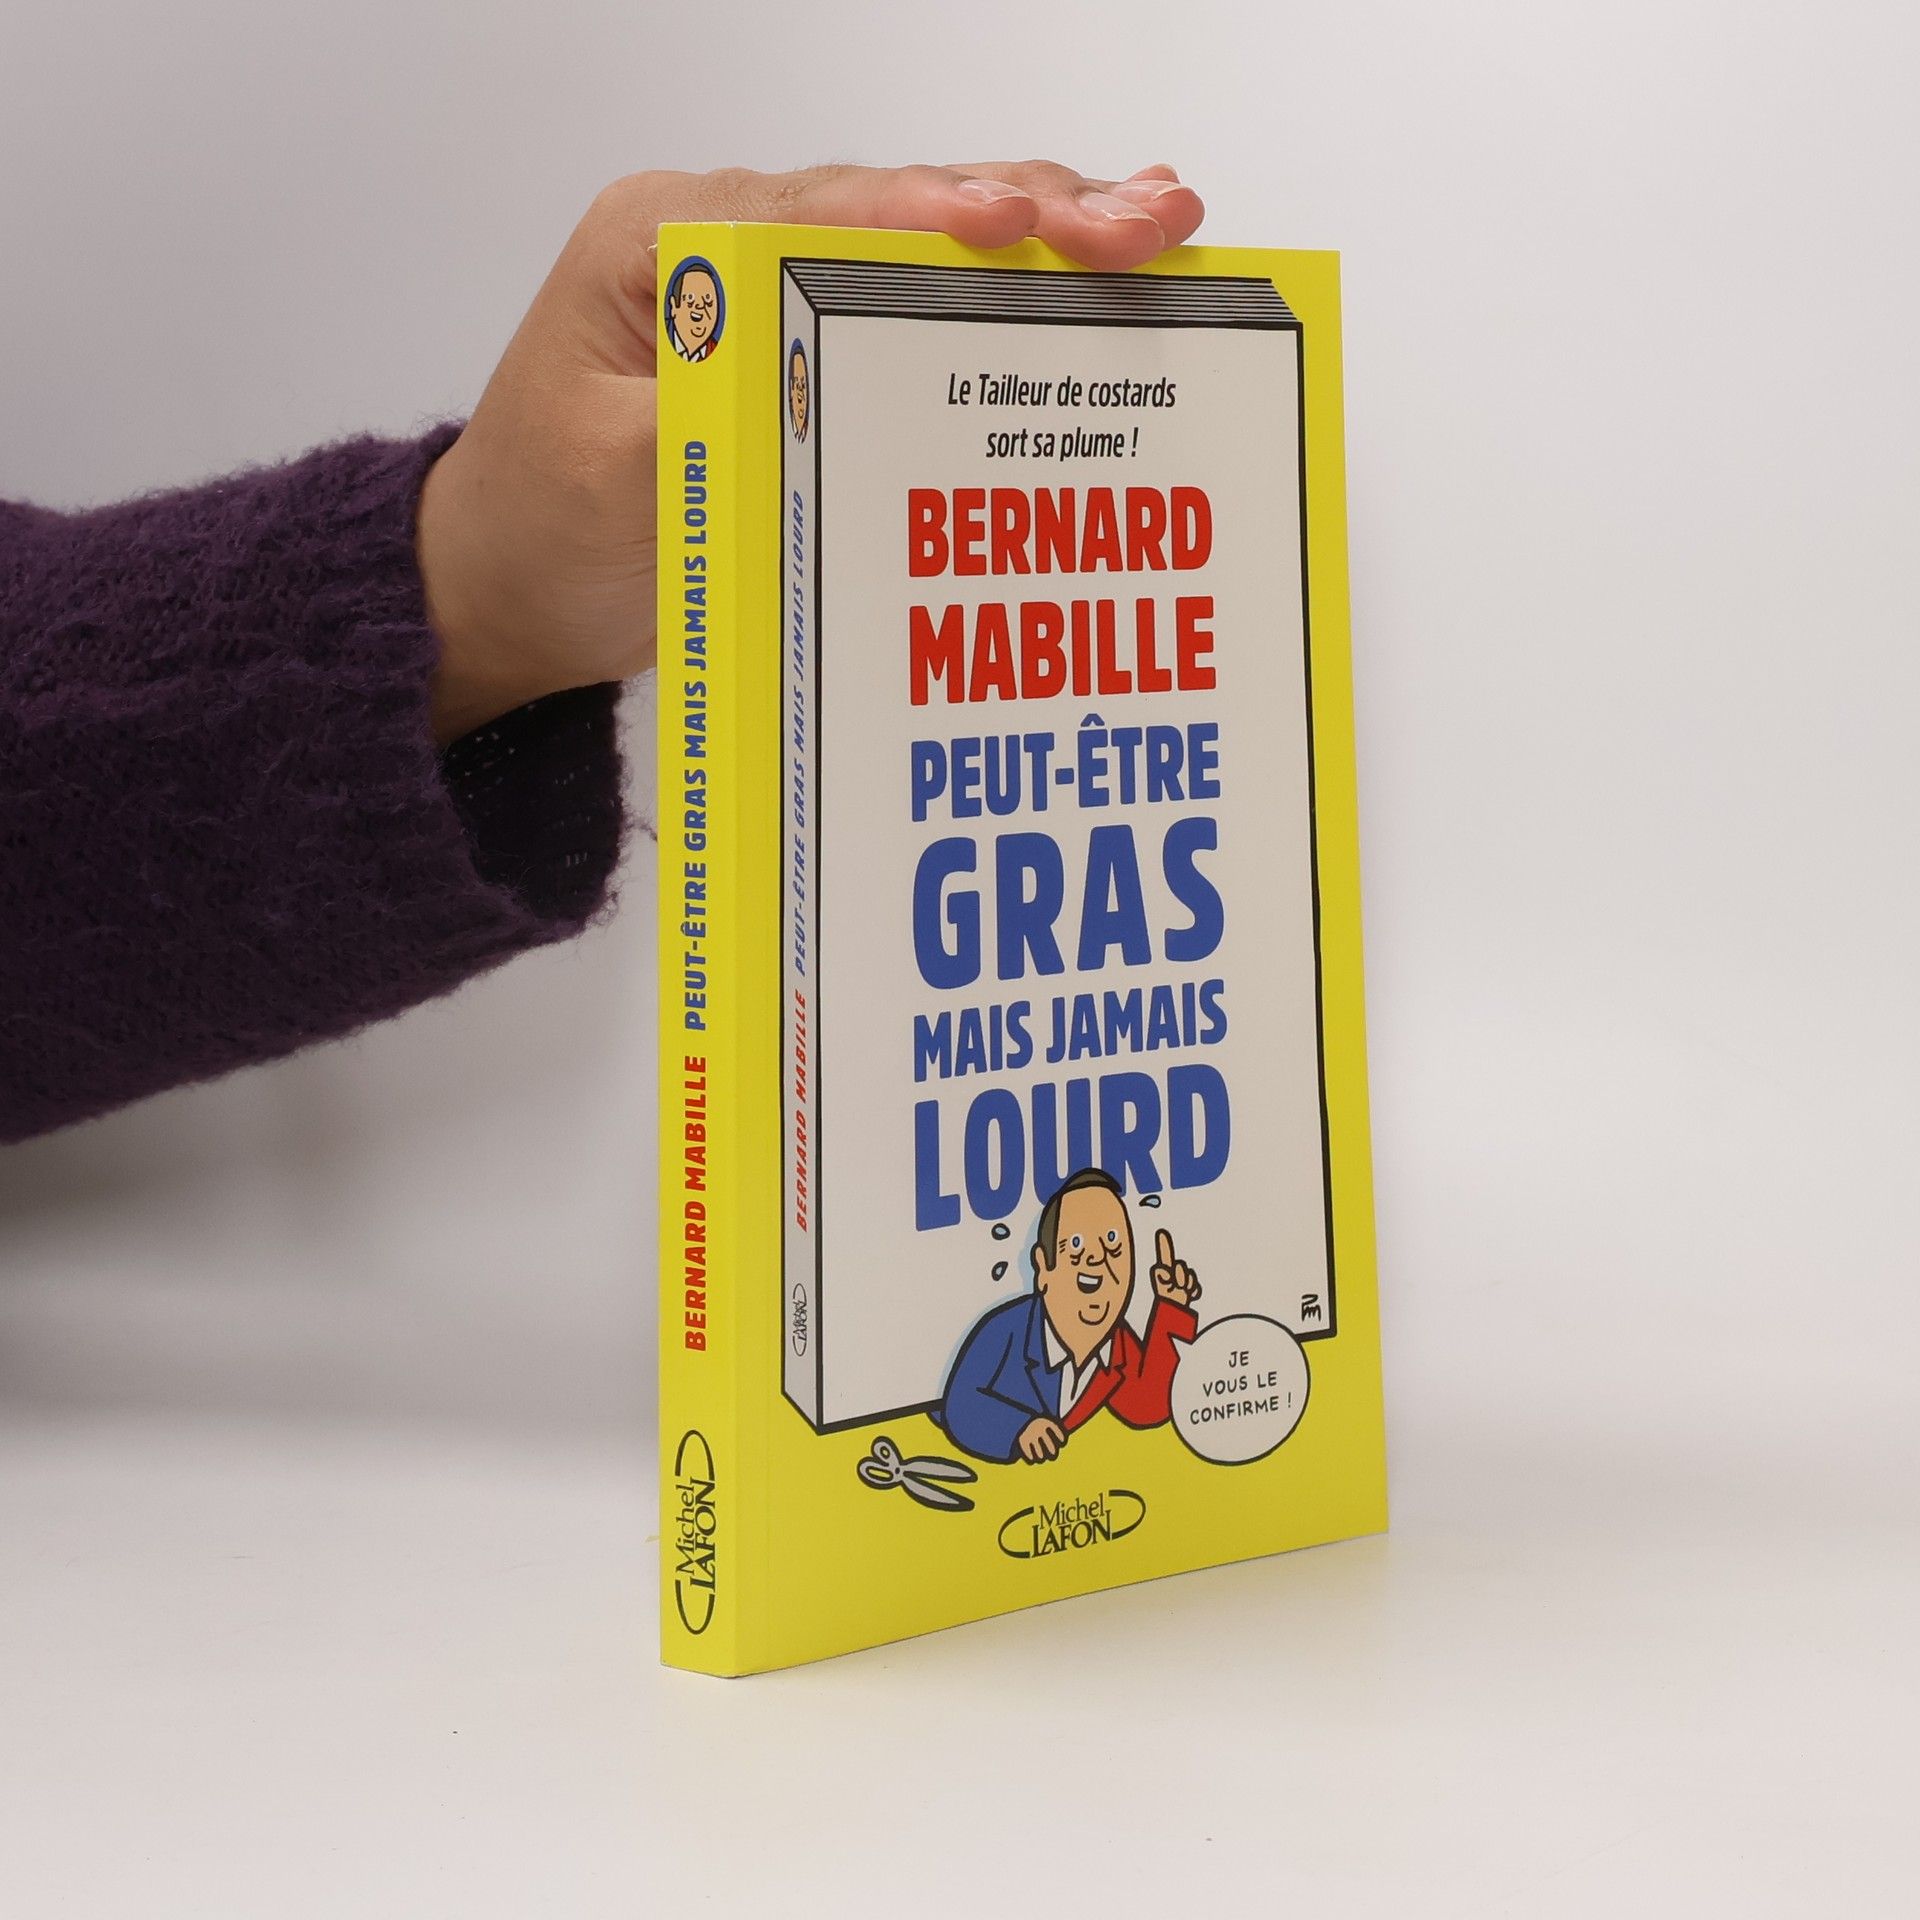 BERNARD MABILLE PEUT-ÊTRE GRAS MAIS JAMAIS LOURD
Michel
LAFON
BERNARD MABILLE PEUT-ÊTRE GRAS MAIS JAMAIS LOURD
LAFON
Le Tailleur de costards
sort sa plume !
BERNARD
MABILLE
PEUT-ÊTRE
GRAS
MAIS JAMAIS
LOURD
JE
VOUS LE
CONFIRME !
Michel
LAFON